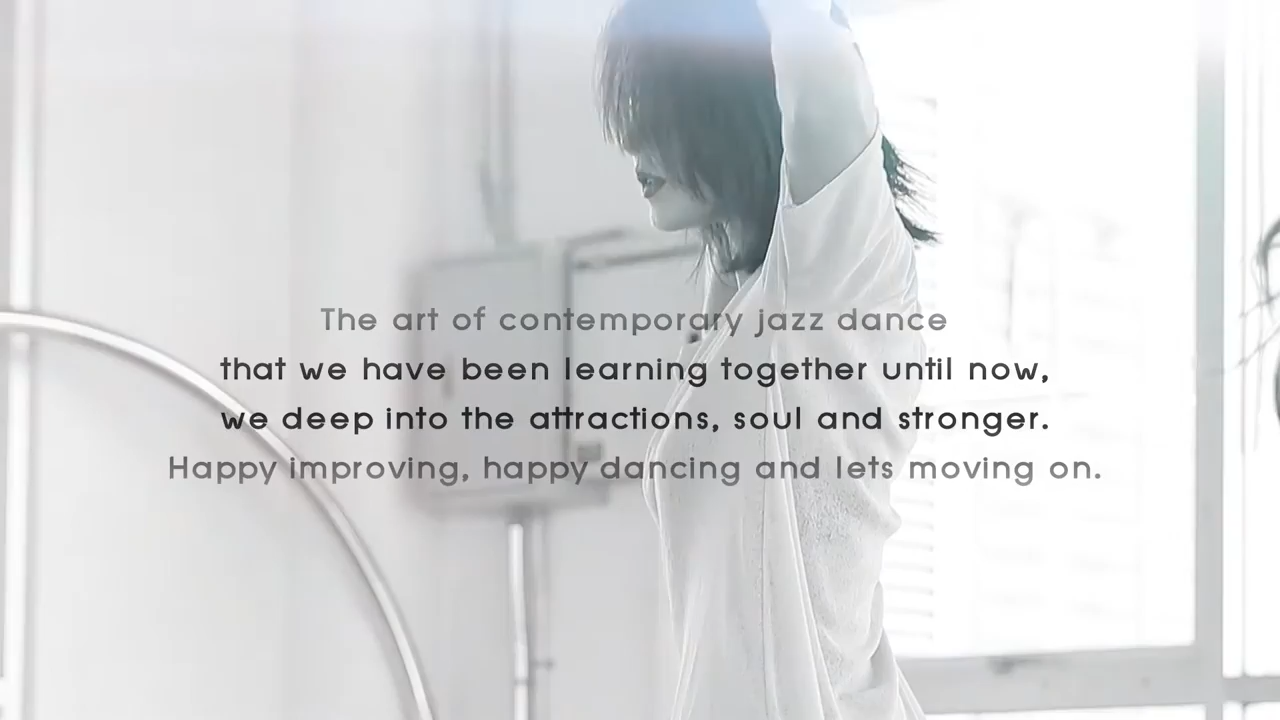 The art of contemporary jazz dance
that we have been learning together until now,
we deep into the attractions, soul and stronger.
Happy improving, happy dancing and lets moving on.